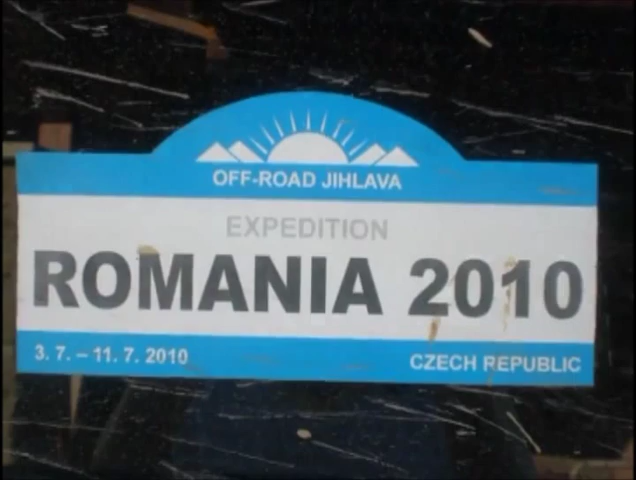 OFF-ROAD JIHLAVA
EXPEDITION
ROMANIA 2010
3. 7. – 11. 7. 2010 CZECH REPUBLIC